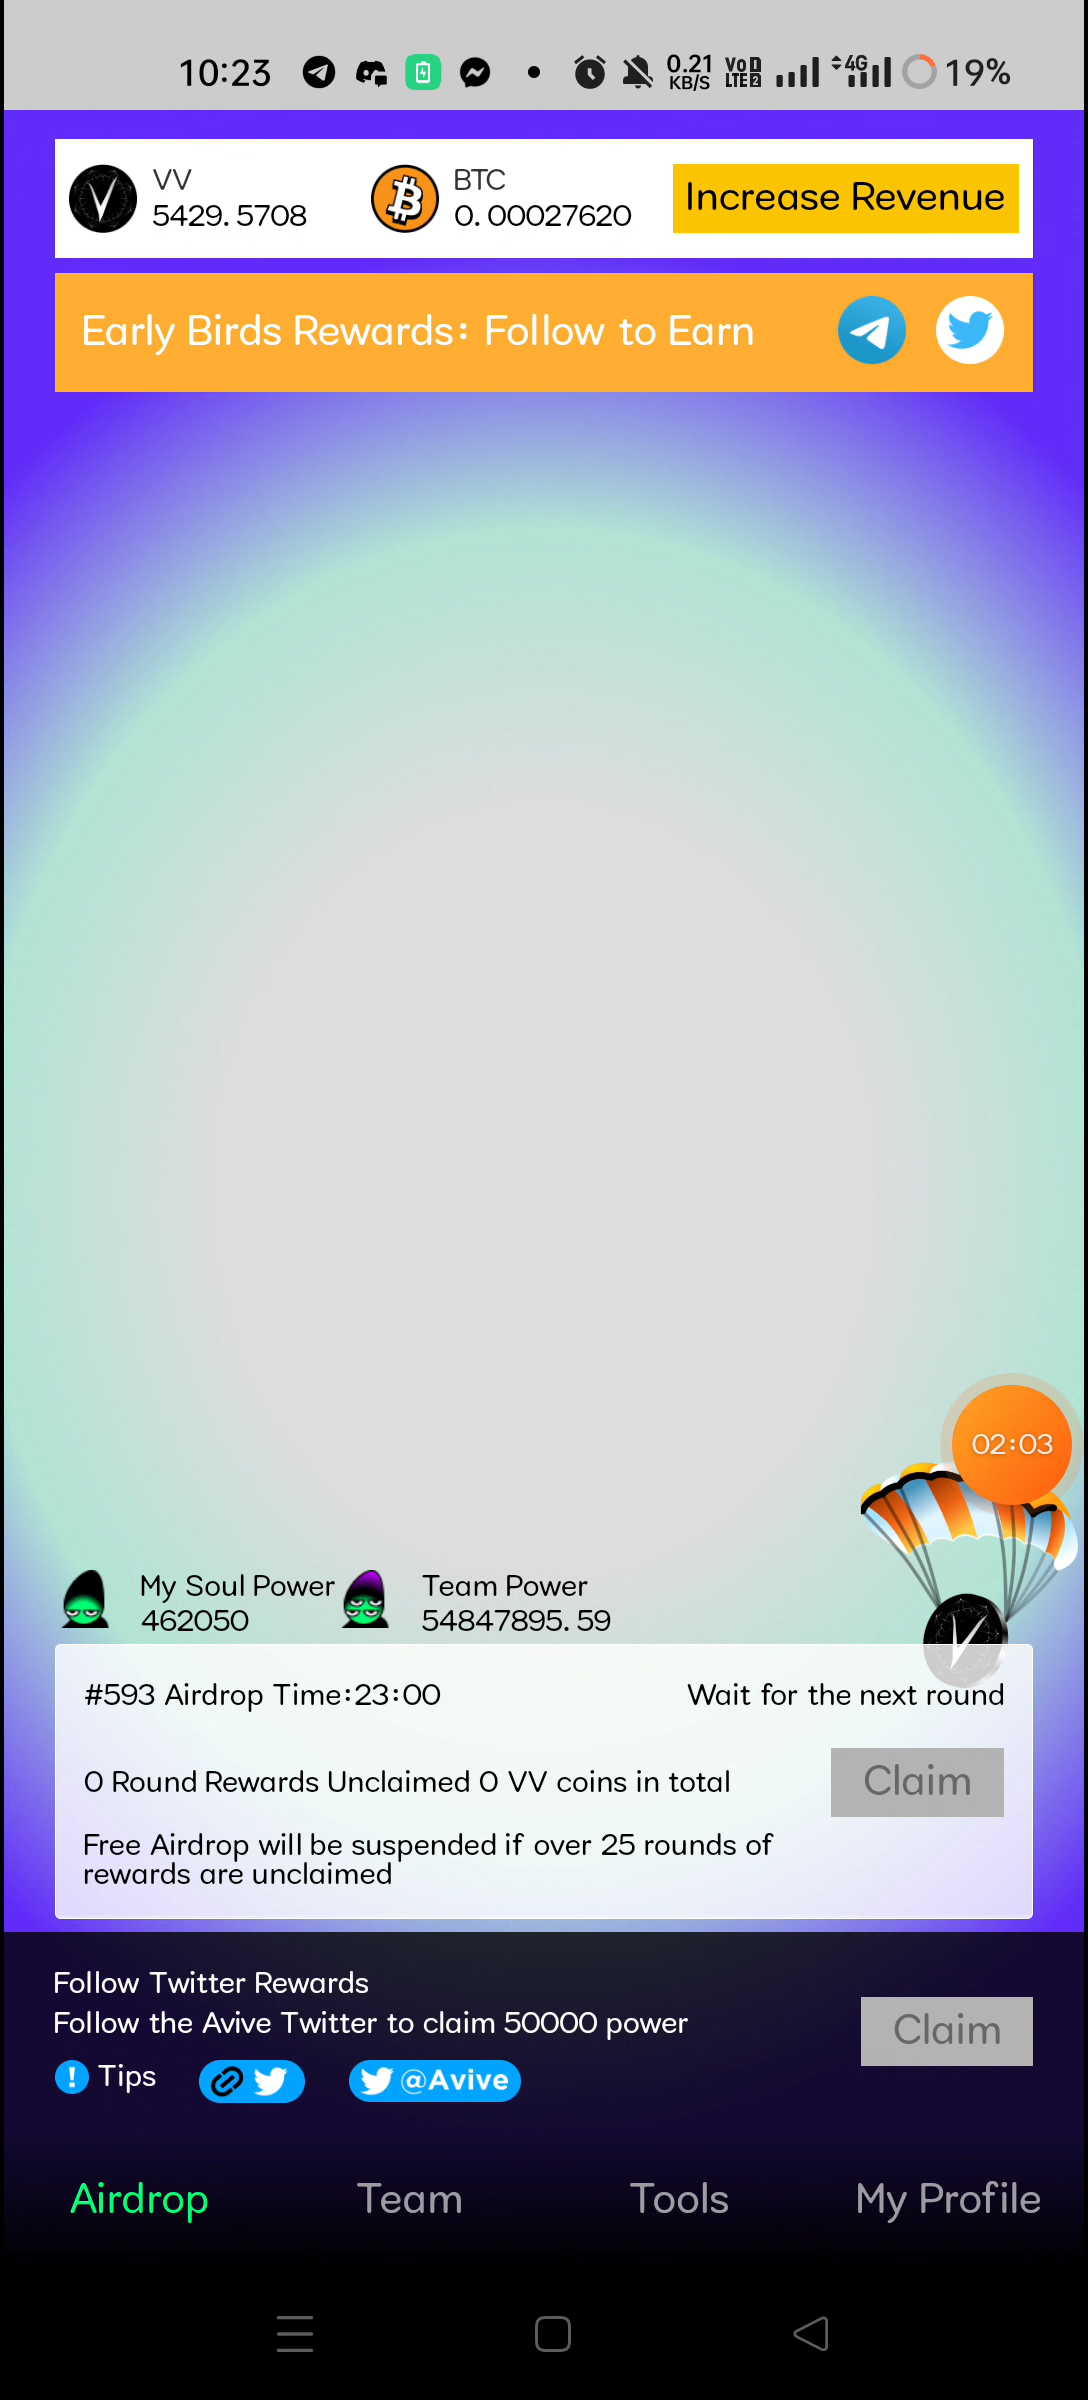 10:23 0.21 KB/S VoD LTE 2 4G 19%
VV
5429.5708
BTC
0.00027620
Increase Revenue
Early Birds Rewards: Follow to Earn
02:03
My Soul Power
462050
Team Power
54847895.59
#593 Airdrop Time:23:00
Wait for the next round
0 Round Rewards Unclaimed 0 VV coins in total
Claim
Free Airdrop will be suspended if over 25 rounds of
rewards are unclaimed
Follow Twitter Rewards
Follow the Avive Twitter to claim 50000 power
Claim
! Tips
@Avive
Airdrop Team Tools My Profile